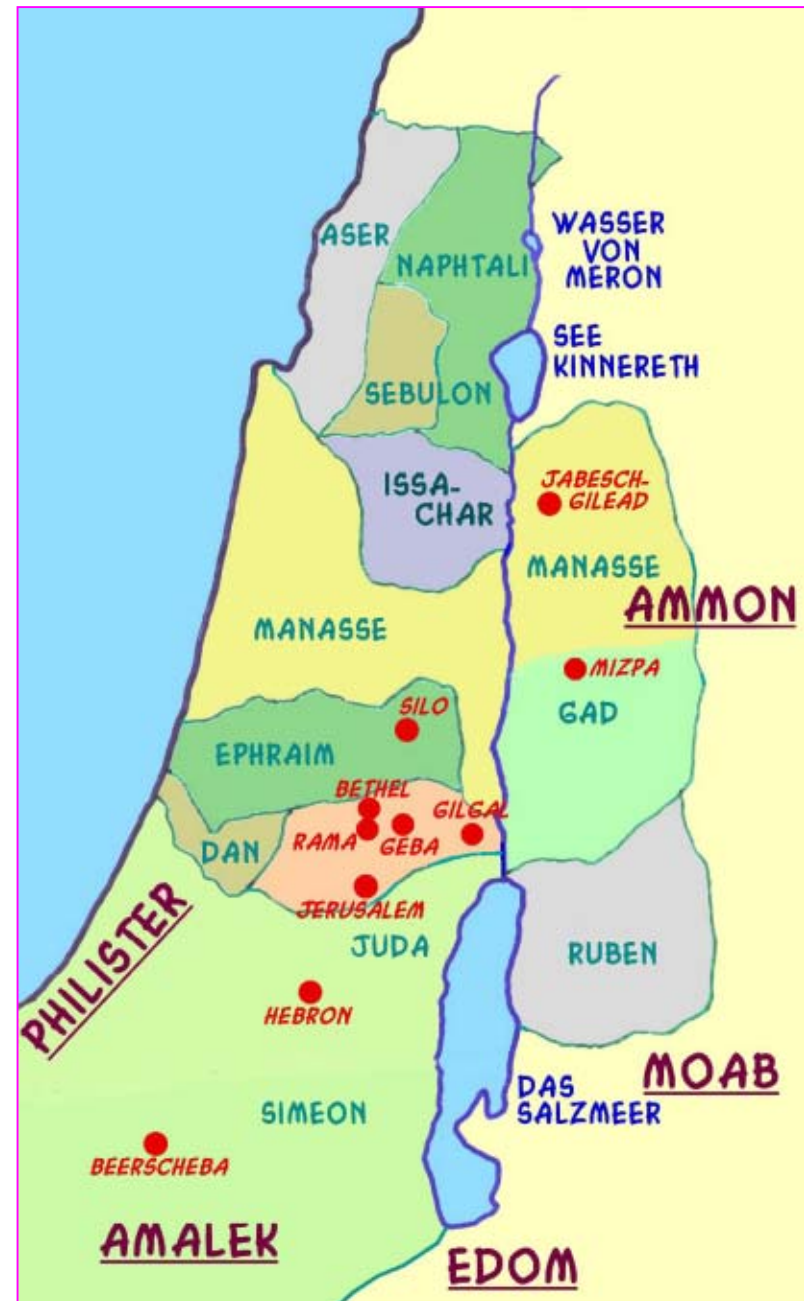 ASER
NAPHTALI
WASSER
VON
MERON
SEE
KINNERETH
SEBULON
ISSA-
CHAR
JABESCH-
GILEAD
MANASSE
AMMON
MANASSE
MIZPA
SILO
GAD
EPHRAIM
BETHEL
GILGAL
RAMA
GEBA
DAN
JERUSALEM
PHILISTER
JUDA
RUBEN
HEBRON
MOAB
DAS
SALZMEER
SIMEON
BEERSCHEBA
AMALEK
EDOM